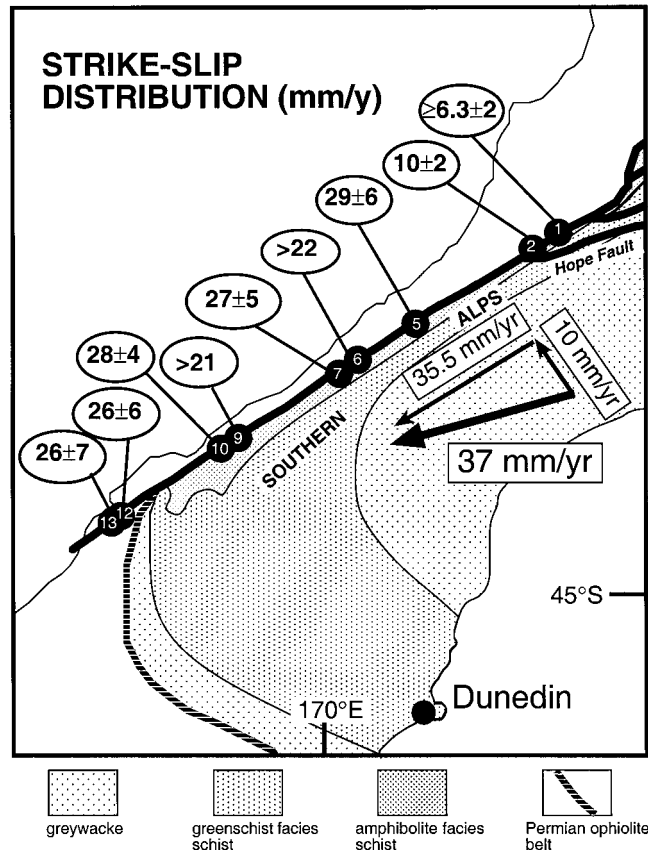 STRIKE-SLIP
DISTRIBUTION (mm/y)
≥6.3±2
10±2
29±6
>22
27±5
>21
28±4
26±6
26±7
1
2
5
6
7
9
10
12
13
Hope Fault
SOUTHERN ALPS
35.5 mm/yr
10 mm/yr
37 mm/yr
45°S
170°E
Dunedin
greywacke
greenschist facies
schist
amphibolite facies
schist
Permian ophiolite
belt